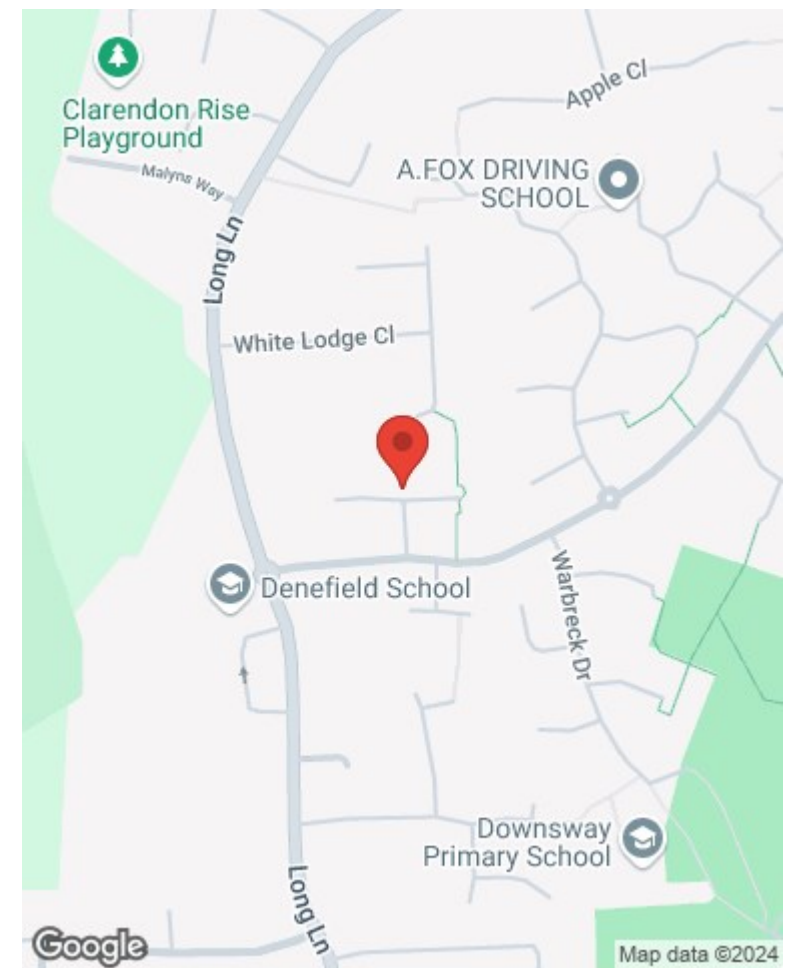 Clarendon Rise
Playground
Apple Cl
Malyns Way
A.FOX DRIVING
SCHOOL
Long Ln
White Lodge Cl
Denefield School
Warbreck Dr
Downsway
Primary School
Long Ln
Google
Map data ©2024